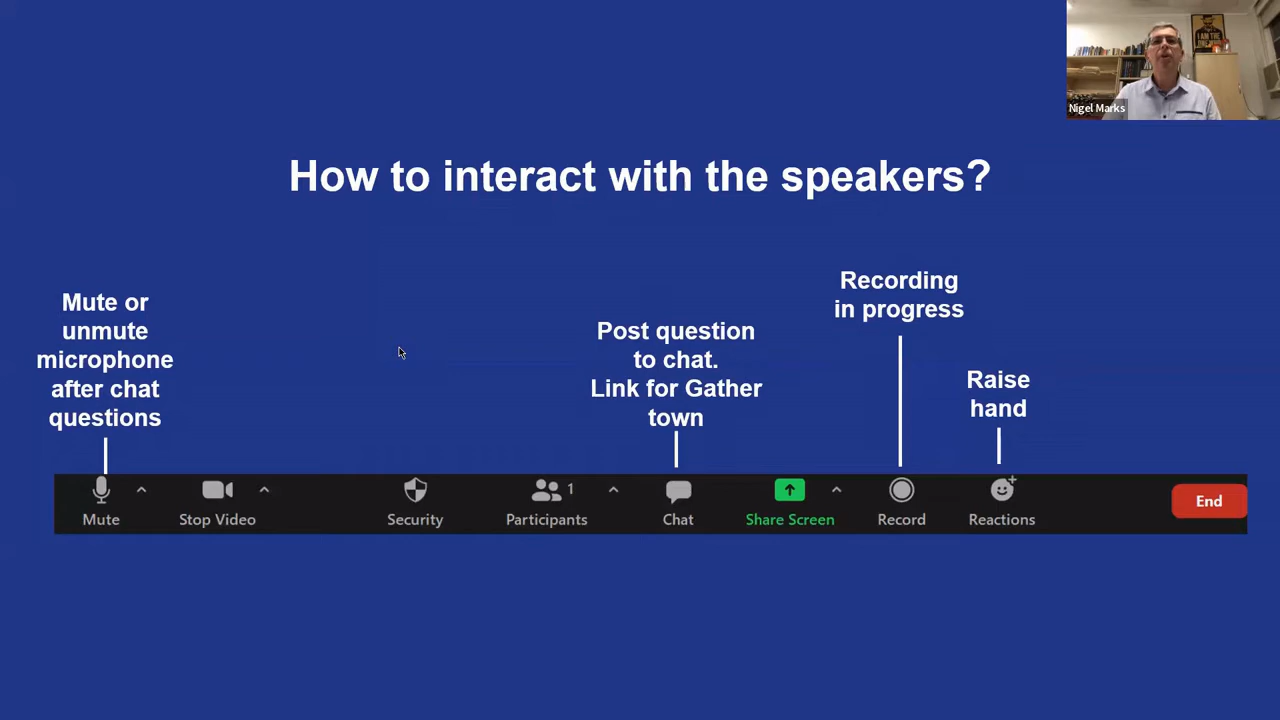 I AM THE
Nigel Marks
How to interact with the speakers?
Mute or
unmute
microphone
after chat
questions
Post question
to chat.
Link for Gather
town
Recording
in progress
Raise
hand
Mute
Stop Video
Security
Participants
1
Chat
Share Screen
Record
Reactions
End